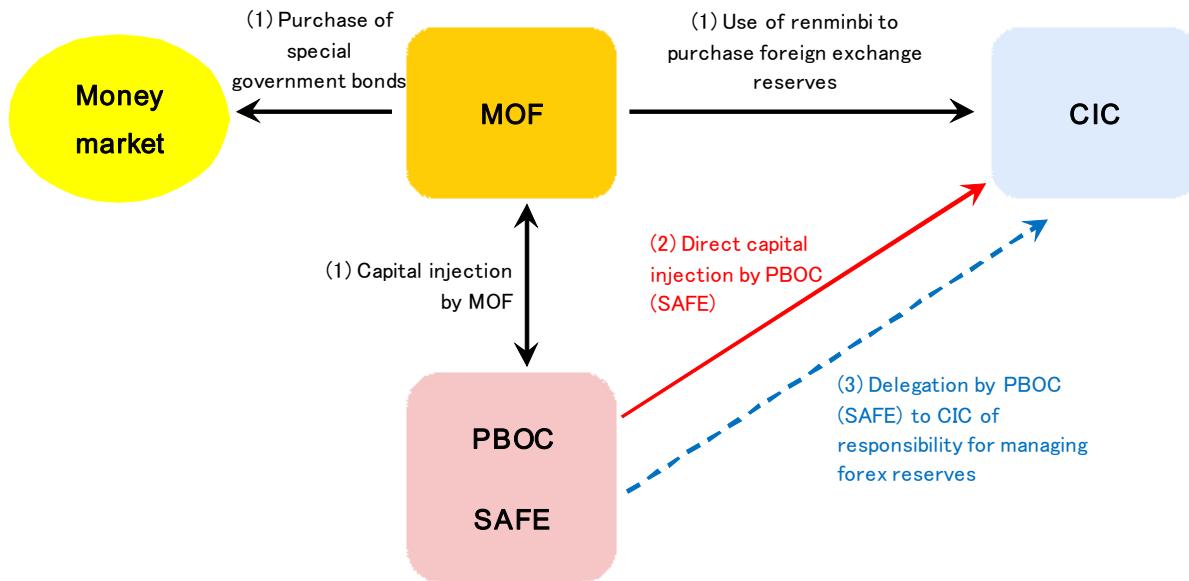 (1) Purchase of
special
government bonds
(1) Use of renminbi to
purchase foreign exchange
reserves
Money
market
MOF
CIC
(1) Capital injection
by MOF
(2) Direct capital
injection by PBOC
(SAFE)
(3) Delegation by PBOC
(SAFE) to CIC of
responsibility for managing
forex reserves
PBOC
SAFE